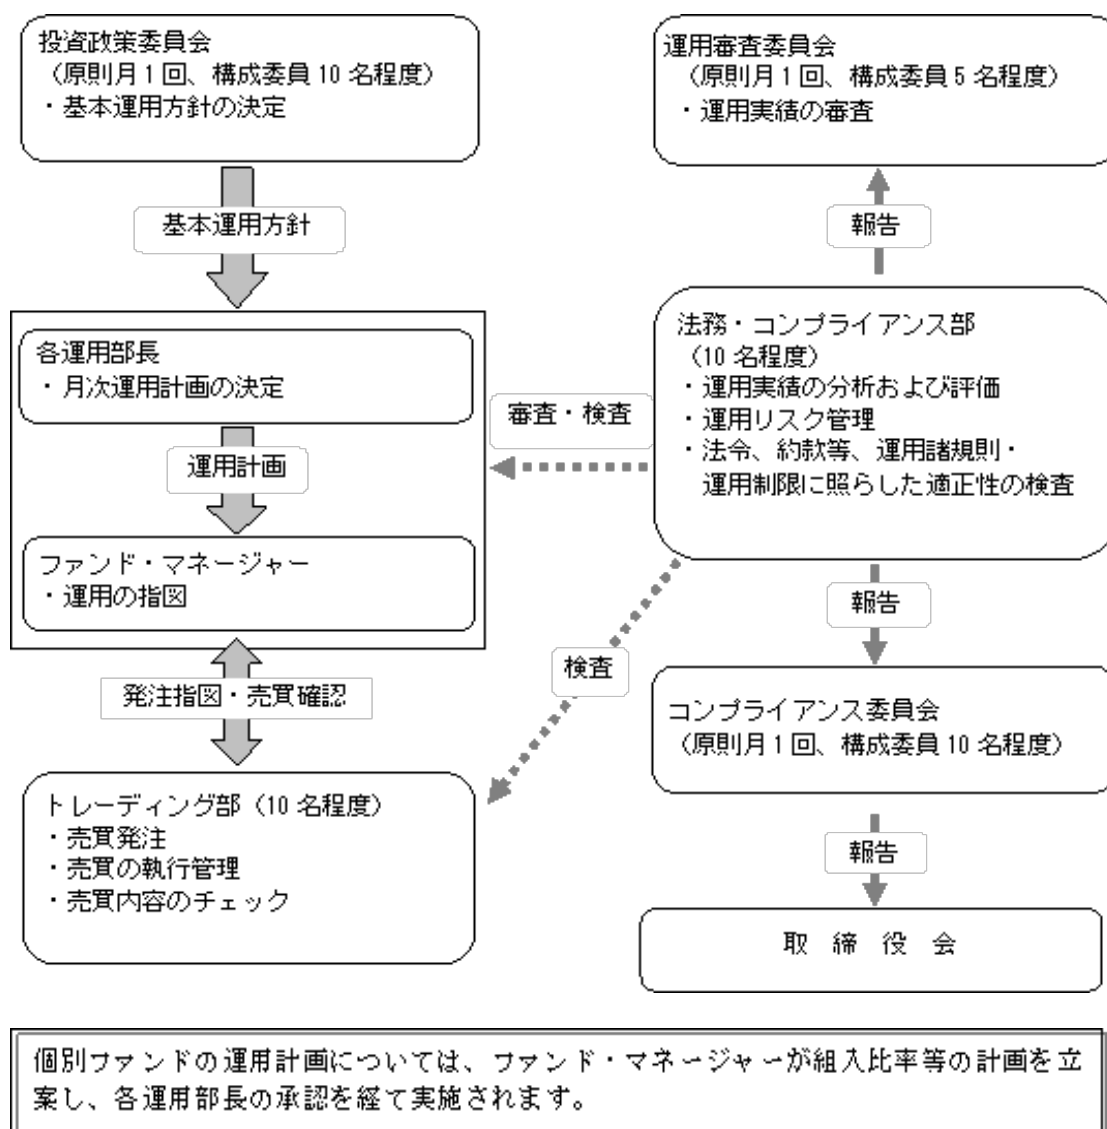 投資政策委員会
（原則月1回、構成委員10名程度）
・基本運用方針の決定
基本運用方針
各運用部長
・月次運用計画の決定
運用計画
ファンド・マネージャー
・運用の指図
発注指図・売買確認
トレーディング部（10名程度）
・売買発注
・売買の執行管理
・売買内容のチェック
運用審査委員会
（原則月1回、構成委員5名程度）
・運用実績の審査
報告
法務・コンプライアンス部
（10名程度）
・運用実績の分析および評価
・運用リスク管理
・法令、約款等、運用諸規則・
運用制限に照らした適正性の検査
審査・検査
検査
報告
コンプライアンス委員会
（原則月1回、構成委員10名程度）
報告
取締役会
個別ファンドの運用計画については、ファンド・マネージャーが組入比率等の計画を立
案し、各運用部長の承認を経て実施されます。